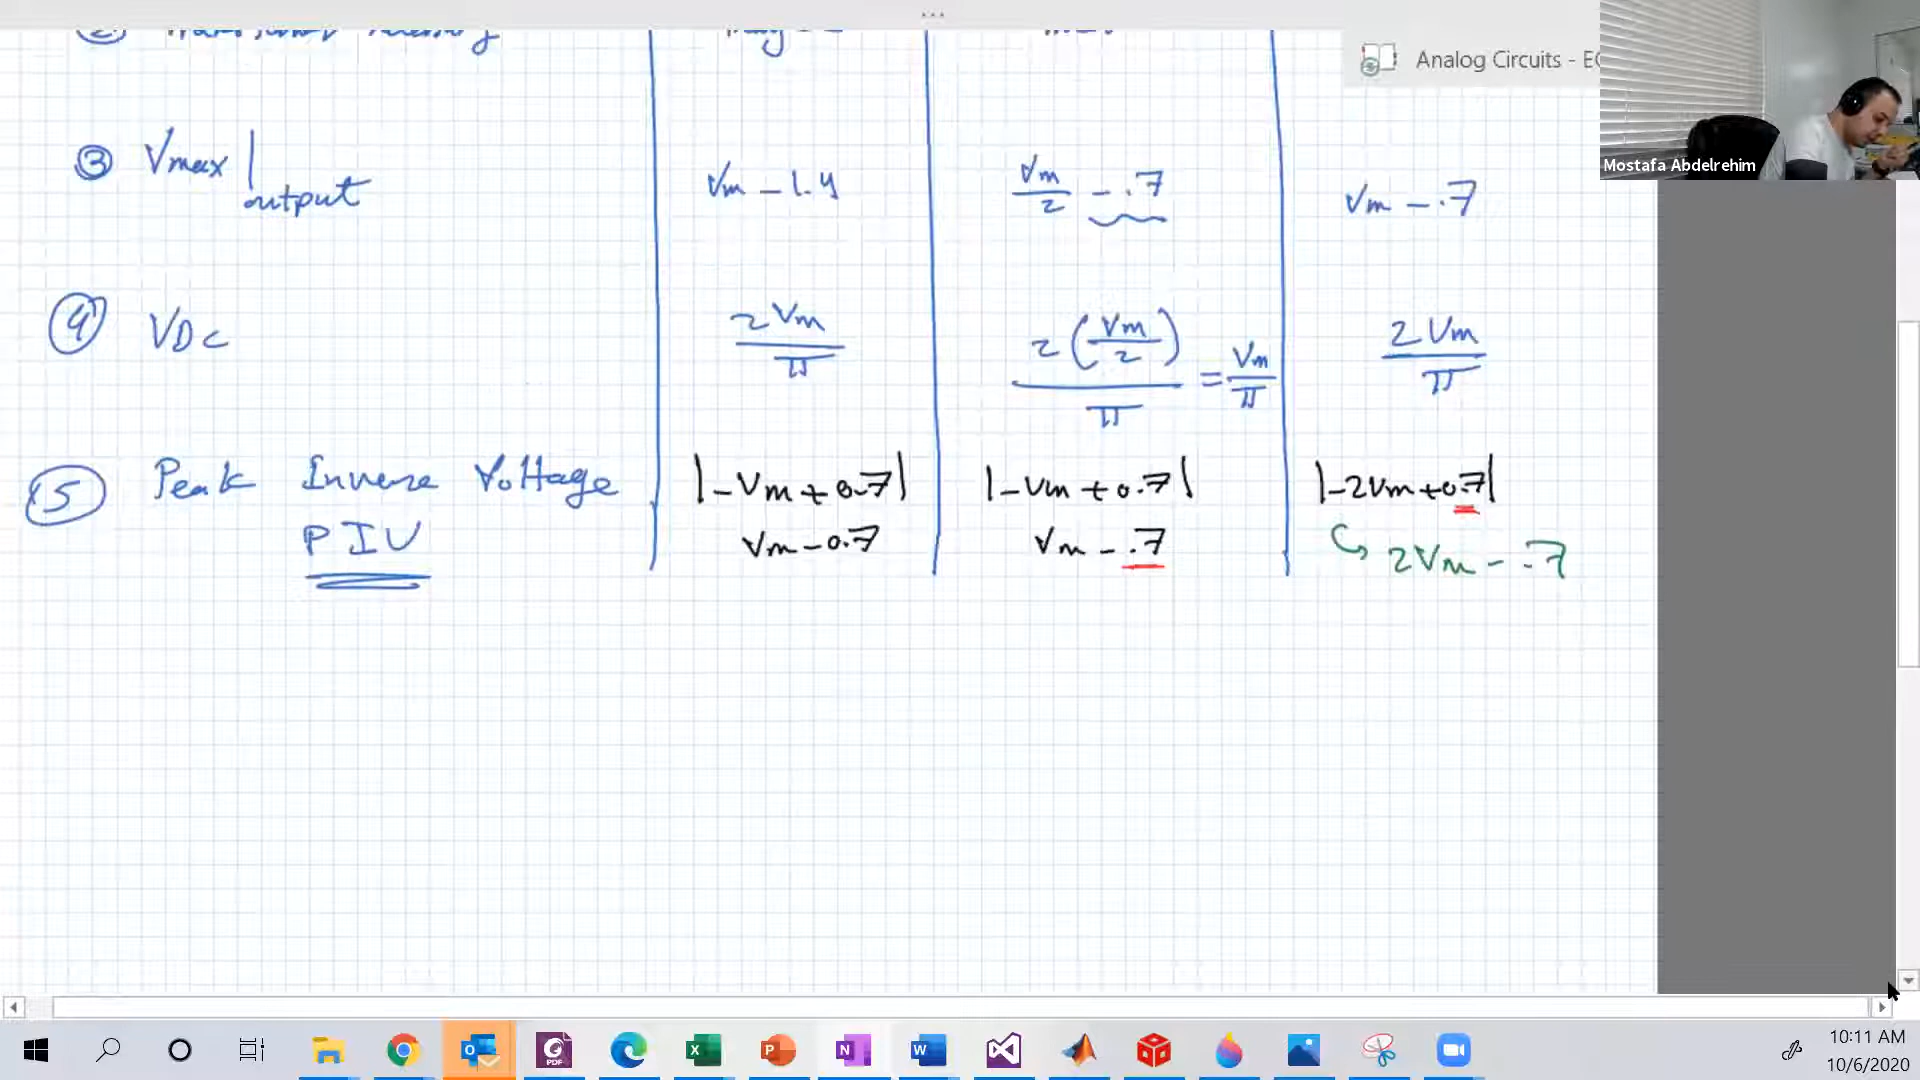 ...
Analog Circuits - EC
Mostafa Abdelrehim
③ Vmax | output
Vm - 1.4
Vm/2 - .7
Vm - .7
④ VDC
2Vm/π
2(Vm/2)/π = Vm/π
2Vm/π
⑤ Peak Inverse Voltage
|-Vm + 0.7|
|-Vm + 0.7|
|-2Vm + 0.7|
PIV
Vm - 0.7
Vm - .7
↪ 2Vm - .7
10:11 AM
10/6/2020